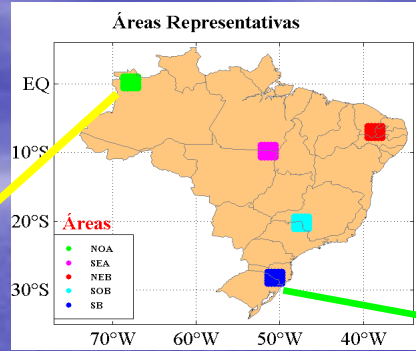 Áreas Representativas
EQ
10°S
20°S
30°S
Áreas
NOA
SEA
NEB
SOB
SB
70°W 60°W 50°W 40°W